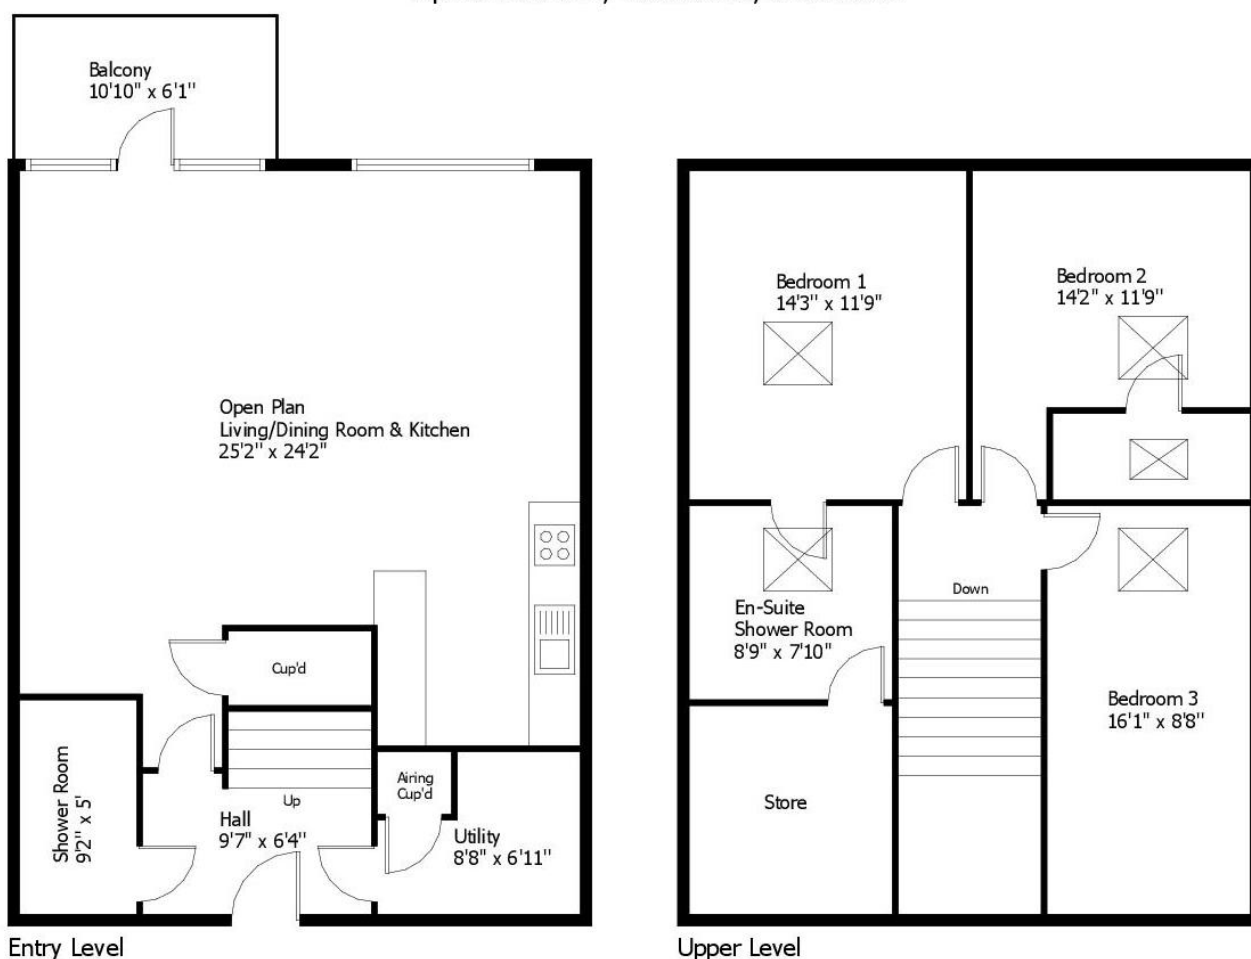 Balcony
10'10" x 6'1"
Open Plan
Living/Dining Room & Kitchen
25'2" x 24'2"
Cup'd
Up
Hall
9'7" x 6'4"
Shower Room
9'2" x 5'
Airing
Cup'd
Utility
8'8" x 6'11"
Entry Level
Bedroom 1
14'3" x 11'9"
Bedroom 2
14'2" x 11'9"
En-Suite
Shower Room
8'9" x 7'10"
Down
Bedroom 3
16'1" x 8'8"
Store
Upper Level